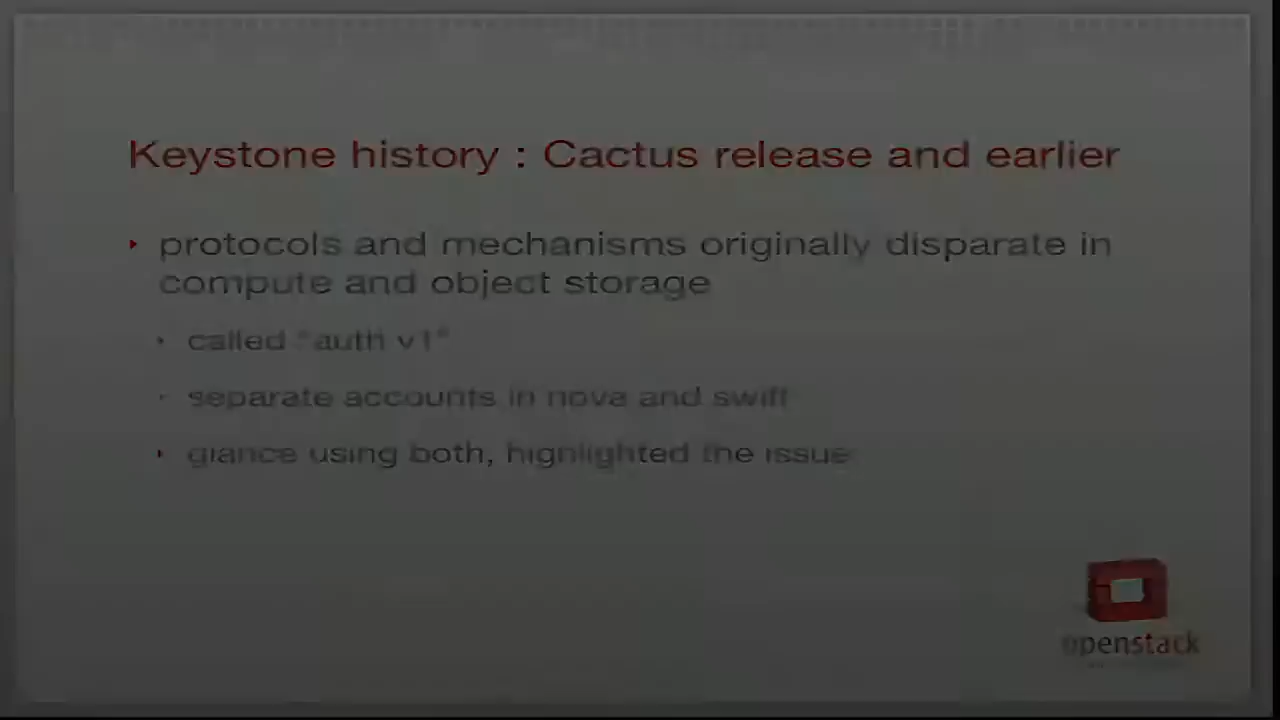 Keystone history : Cactus release and earlier
protocols and mechanisms originally disparate in
compute and object storage
called "auth v1"
separate accounts in nova and swift
glance using both, highlighted the issue
openstack